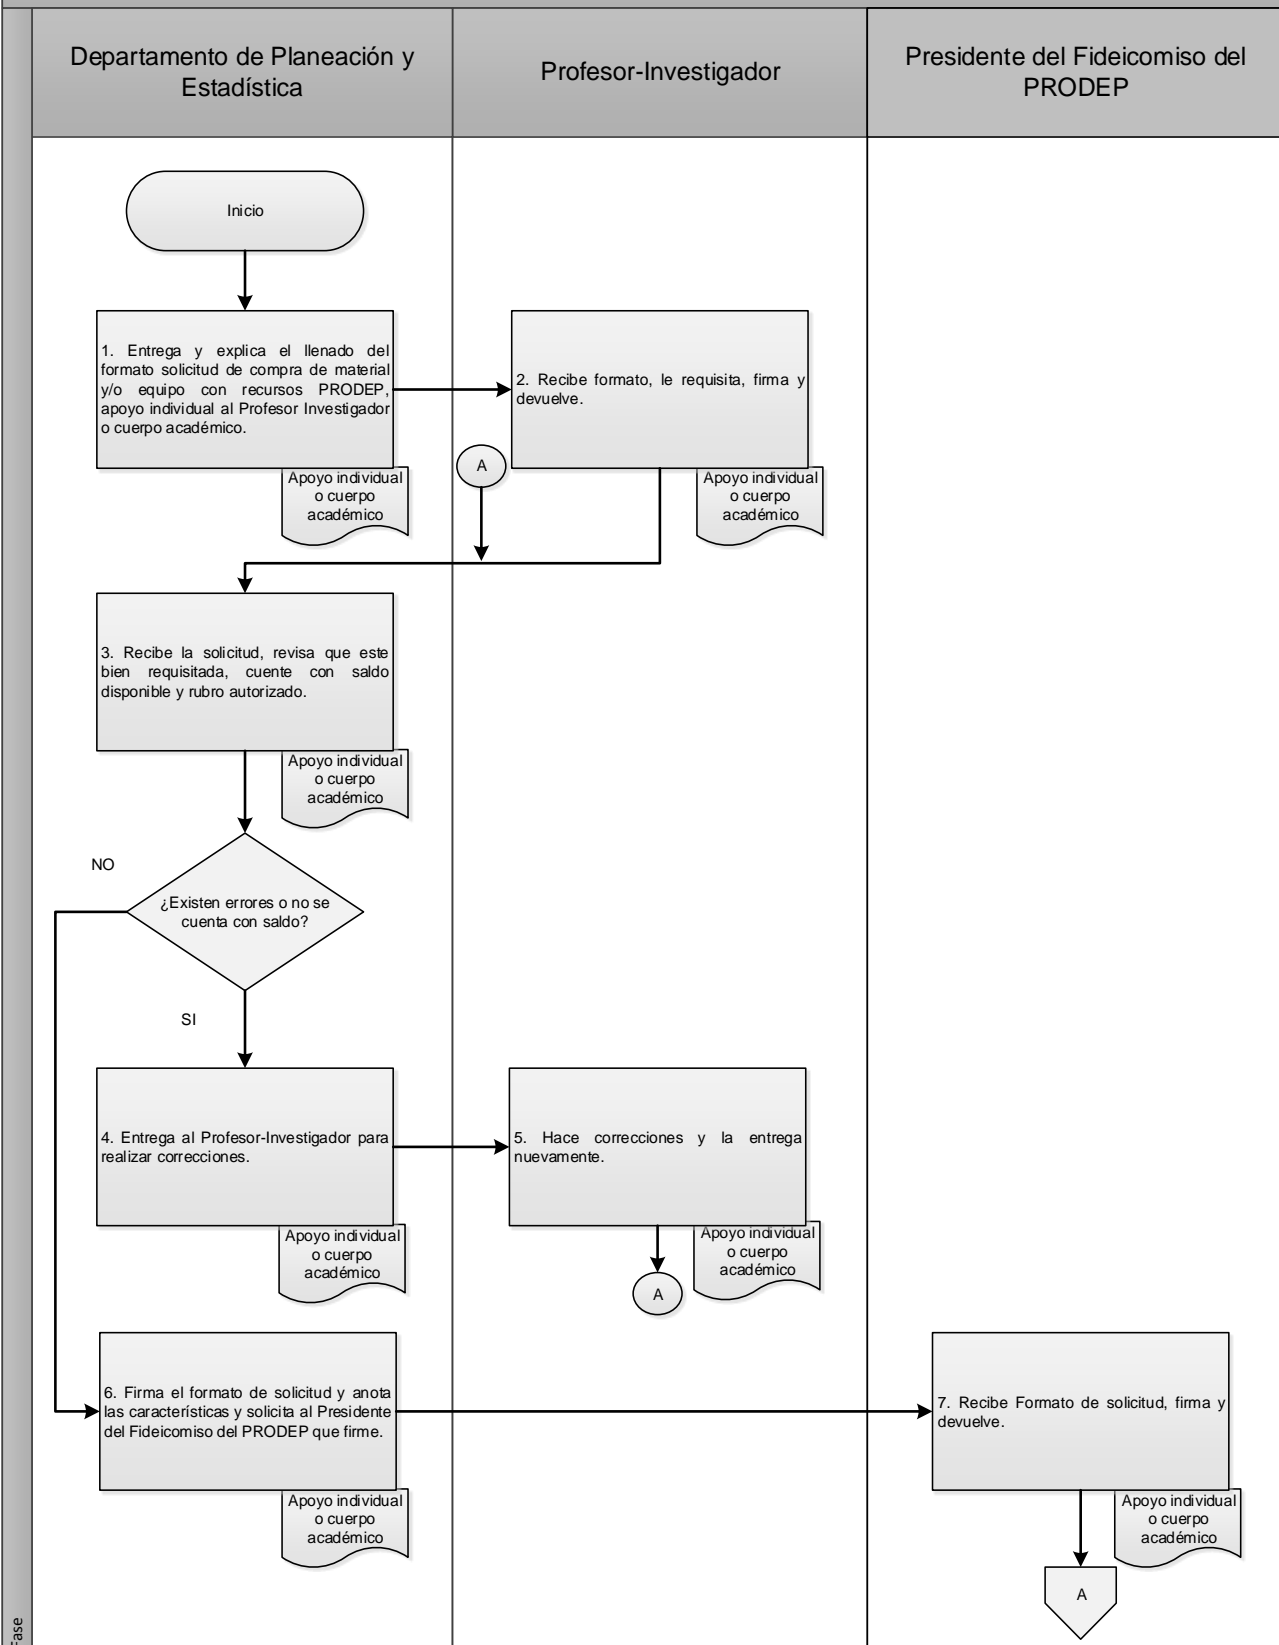 Departamento de Planeación y
Estadística
Profesor-Investigador
Presidente del Fideicomiso del
PRODEP
Inicio
1. Entrega y explica el llenado del
formato solicitud de compra de material
y/o equipo con recursos PRODEP,
apoyo individual al Profesor Investigador
o cuerpo académico.
Apoyo individual
o cuerpo
académico
2. Recibe formato, le requisita, firma y
devuelve.
Apoyo individual
o cuerpo
académico
A
3. Recibe la solicitud, revisa que este
bien requisitada, cuente con saldo
disponible y rubro autorizado.
Apoyo individual
o cuerpo
académico
NO
¿Existen errores o no se
cuenta con saldo?
SI
4. Entrega al Profesor-Investigador para
realizar correcciones.
Apoyo individual
o cuerpo
académico
5. Hace correcciones y la entrega
nuevamente.
Apoyo individual
o cuerpo
académico
A
6. Firma el formato de solicitud y anota
las características y solicita al Presidente
del Fideicomiso del PRODEP que firme.
Apoyo individual
o cuerpo
académico
7. Recibe Formato de solicitud, firma y
devuelve.
Apoyo individual
o cuerpo
académico
A
Fase